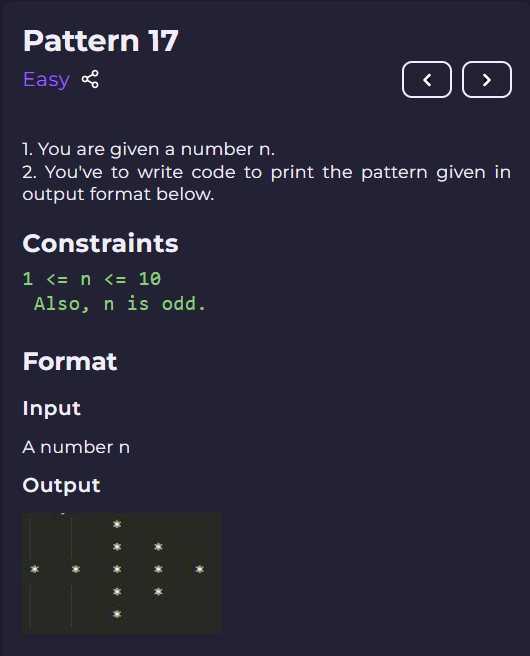 Pattern 17
Easy
1. You are given a number n.
2. You've to write code to print the pattern given in
output format below.
Constraints
1 <= n <= 10
Also, n is odd.
Format
Input
A number n
Output
*
* *
* * * * *
* *
*